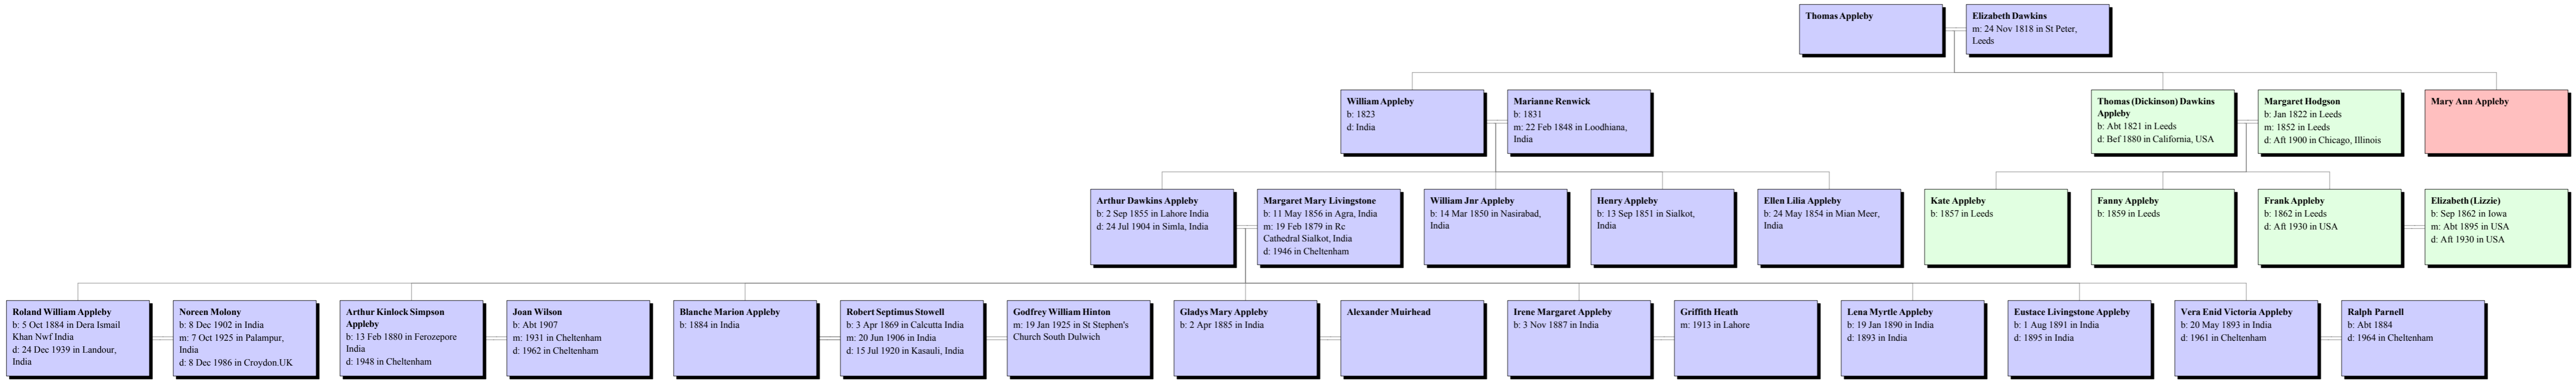 Thomas Appleby
Elizabeth Dawkins
m: 24 Nov 1818 in St Peter,
Leeds
William Appleby
b: 1823
d: India
Marianne Renwick
b: 1831
m: 22 Feb 1848 in Loodhiana,
India
Thomas (Dickinson) Dawkins
Appleby
b: Abt 1821 in Leeds
d: Bef 1880 in California, USA
Margaret Hodgson
b: Jan 1822 in Leeds
m: 1852 in Leeds
d: Aft 1900 in Chicago, Illinois
Mary Ann Appleby
Arthur Dawkins Appleby
b: 2 Sep 1855 in Lahore India
d: 24 Jul 1904 in Simla, India
Margaret Mary Livingstone
b: 11 May 1856 in Agra, India
m: 19 Feb 1879 in Rc
Cathedral Sialkot, India
d: 1946 in Cheltenham
William Jnr Appleby
b: 14 Mar 1850 in Nasirabad,
India
Henry Appleby
b: 13 Sep 1851 in Sialkot,
India
Ellen Lilia Appleby
b: 24 May 1854 in Mian Meer,
India
Kate Appleby
b: 1857 in Leeds
Fanny Appleby
b: 1859 in Leeds
Frank Appleby
b: 1862 in Leeds
d: Aft 1930 in USA
Elizabeth (Lizzie)
b: Sep 1862 in Iowa
m: Abt 1895 in USA
d: Aft 1930 in USA
Roland William Appleby
b: 5 Oct 1884 in Dera Ismail
Khan Nwf India
d: 24 Dec 1939 in Landour,
India
Noreen Molony
b: 8 Dec 1902 in India
m: 7 Oct 1925 in Palampur,
India
d: 8 Dec 1986 in Croydon.UK
Arthur Kinlock Simpson
Appleby
b: 13 Feb 1880 in Ferozepore
India
d: 1948 in Cheltenham
Joan Wilson
b: Abt 1907
m: 1931 in Cheltenham
d: 1962 in Cheltenham
Blanche Marion Appleby
b: 1884 in India
Robert Septimus Stowell
b: 3 Apr 1869 in Calcutta India
m: 20 Jun 1906 in India
d: 15 Jul 1920 in Kasauli, India
Godfrey William Hinton
m: 19 Jan 1925 in St Stephen's
Church South Dulwich
Gladys Mary Appleby
b: 2 Apr 1885 in India
Alexander Muirhead
Irene Margaret Appleby
b: 3 Nov 1887 in India
Griffith Heath
m: 1913 in Lahore
Lena Myrtle Appleby
b: 19 Jan 1890 in India
d: 1893 in India
Eustace Livingstone Appleby
b: 1 Aug 1891 in India
d: 1895 in India
Vera Enid Victoria Appleby
b: 20 May 1893 in India
d: 1961 in Cheltenham
Ralph Parnell
b: Abt 1884
d: 1964 in Cheltenham